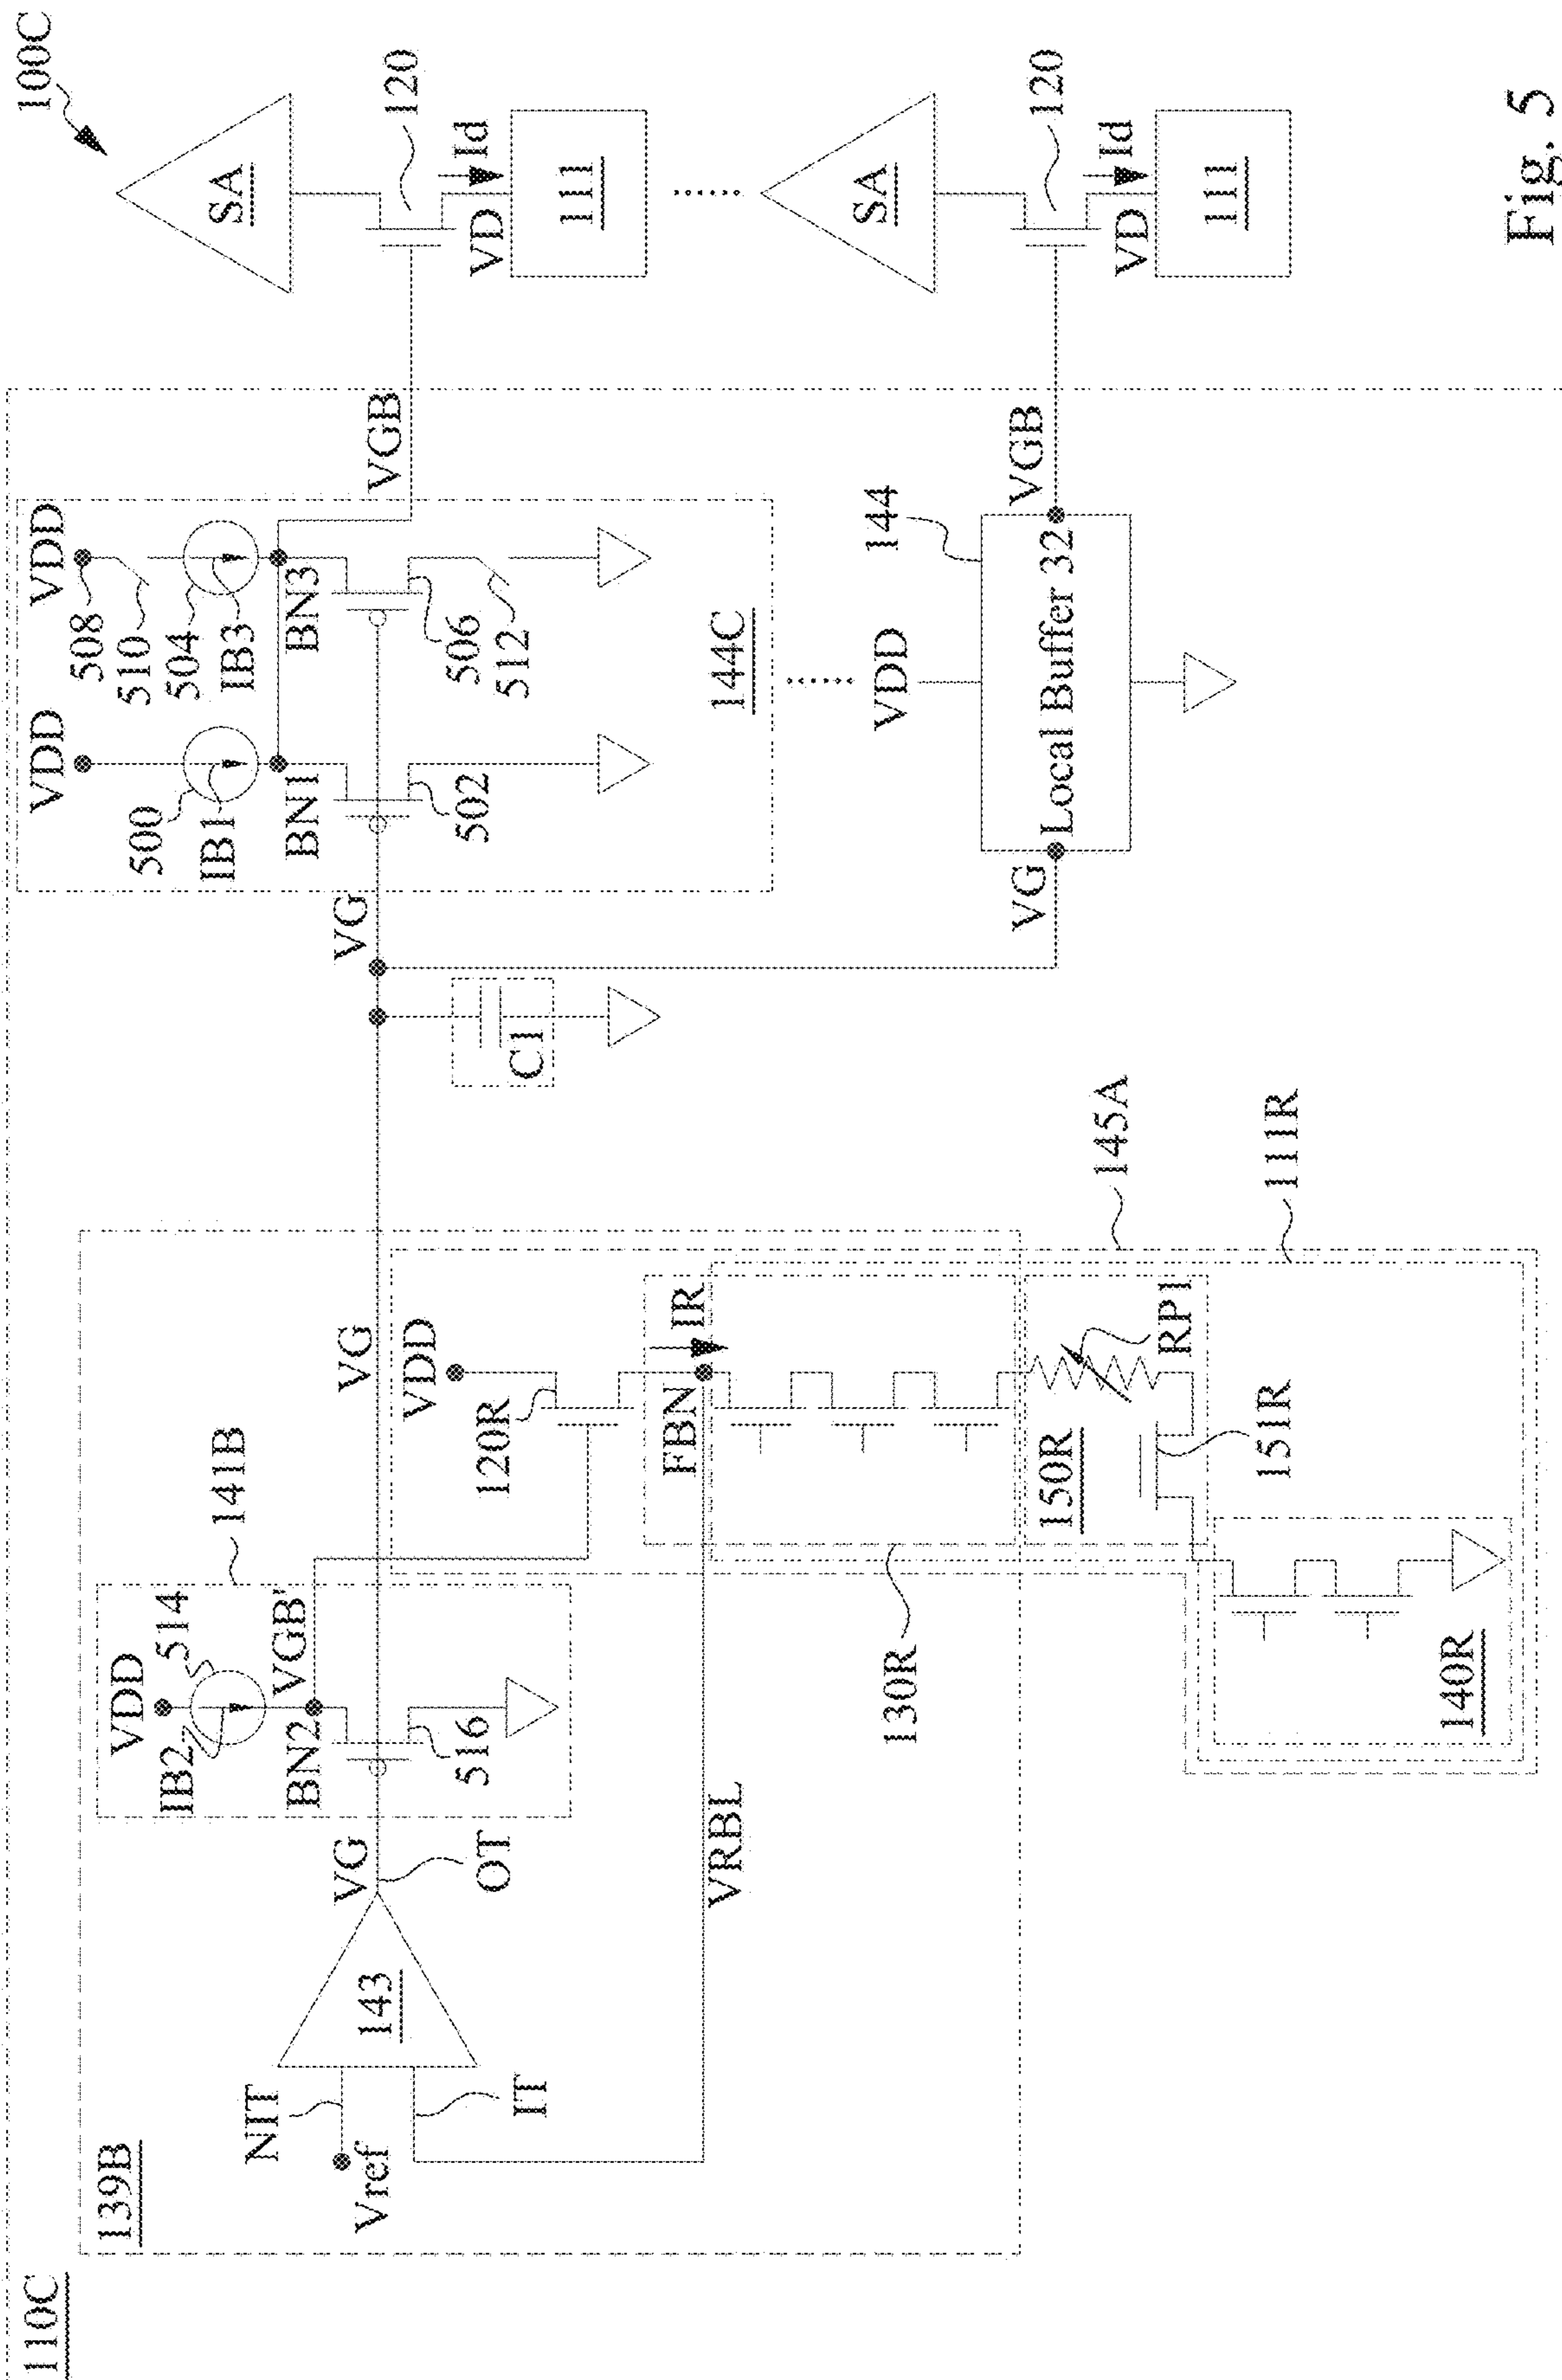 110C
139B
NIT
Vref
143
IT
VG
OT
VRBL
VDD
514
IB2
VGB'
BN2
516
141B
VG
VDD
120R
FBN
IR
130R
150R
RP1
151R
140R
145A
111R
C1
VG
VDD
500
IB1
BN1
502
VDD
508
510
504
IB3
BN3
506
512
144C
VGB
VDD
144
VG
Local Buffer 32
VGB
100C
SA
120
VD
Id
111
SA
120
VD
Id
111
Fig. 5